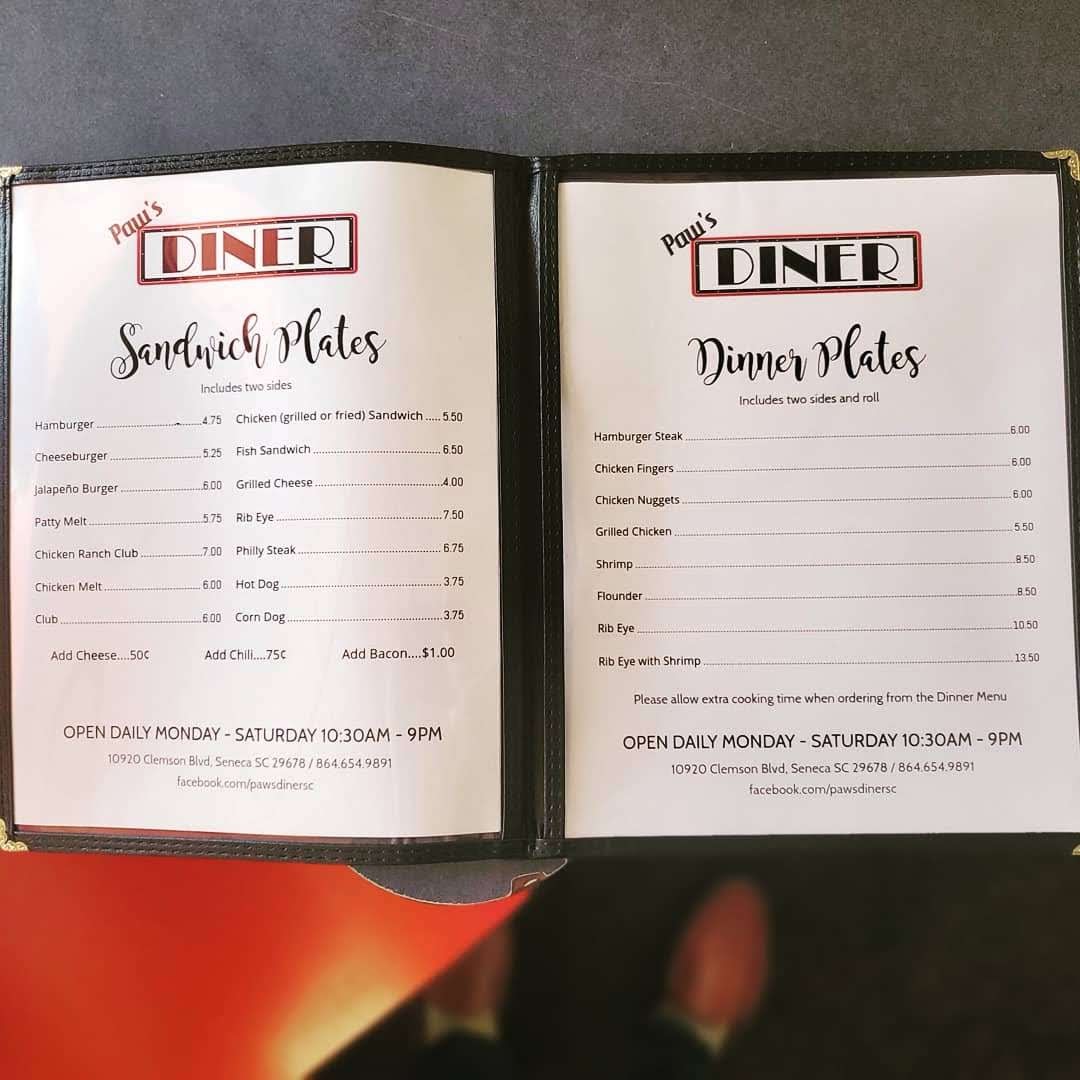 Paw's
DINER
Sandwich Plates
Includes two sides
Hamburger ........ 4.75
Cheeseburger ........ 5.25
Jalapeño Burger ........ 6.00
Patty Melt ........ 5.75
Chicken Ranch Club ........ 7.00
Chicken Melt ........ 6.00
Club ........ 6.00
Chicken (grilled or fried) Sandwich ..... 5.50
Fish Sandwich ........ 6.50
Grilled Cheese ........ 4.00
Rib Eye ........ 7.50
Philly Steak ........ 6.75
Hot Dog ........ 3.75
Corn Dog ........ 3.75
Add Cheese....50¢ Add Chili....75¢ Add Bacon....$1.00
OPEN DAILY MONDAY - SATURDAY 10:30AM - 9PM
10920 Clemson Blvd, Seneca SC 29678 / 864.654.9891
facebook.com/pawsdinersc
Paw's
DINER
Dinner Plates
Includes two sides and roll
Hamburger Steak ........ 6.00
Chicken Fingers ........ 6.00
Chicken Nuggets ........ 6.00
Grilled Chicken ........ 5.50
Shrimp ........ 8.50
Flounder ........ 8.50
Rib Eye ........ 10.50
Rib Eye with Shrimp ........ 13.50
Please allow extra cooking time when ordering from the Dinner Menu
OPEN DAILY MONDAY - SATURDAY 10:30AM - 9PM
10920 Clemson Blvd, Seneca SC 29678 / 864.654.9891
facebook.com/pawsdinersc